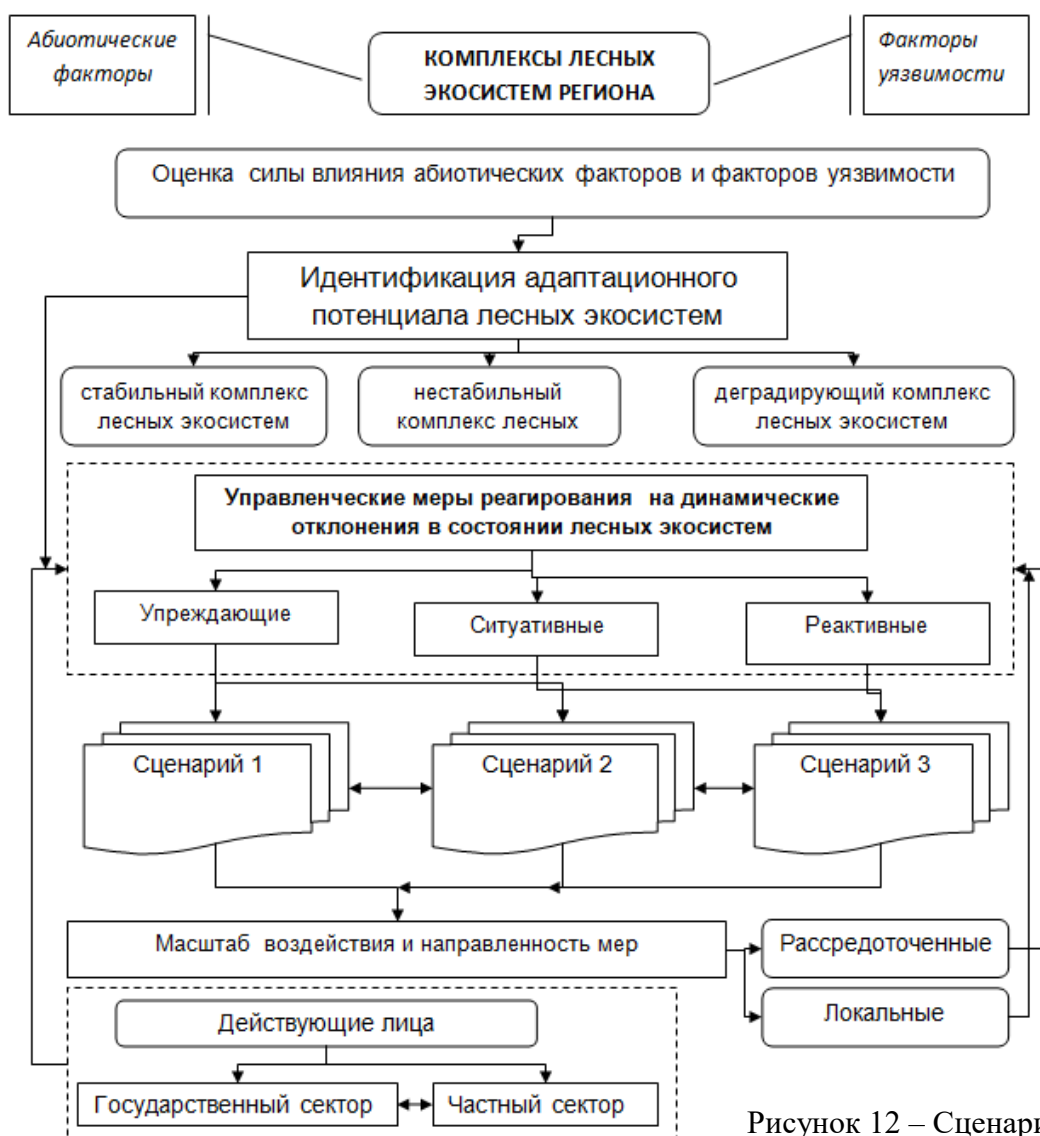 Абиотические
факторы
КОМПЛЕКСЫ ЛЕСНЫХ
ЭКОСИСТЕМ РЕГИОНА
Факторы
уязвимости
Оценка силы влияния абиотических факторов и факторов уязвимости
Идентификация адаптационного
потенциала лесных экосистем
стабильный комплекс
лесных экосистем
нестабильный
комплекс лесных
деградирующий комплекс
лесных экосистем
Управленческие меры реагирования на динамические
отклонения в состоянии лесных экосистем
Упреждающие
Ситуативные
Реактивные
Сценарий 1
Сценарий 2
Сценарий 3
Масштаб воздействия и направленность мер
Рассредоточенные
Локальные
Действующие лица
Государственный сектор
Частный сектор
Рисунок 12 – Сценари